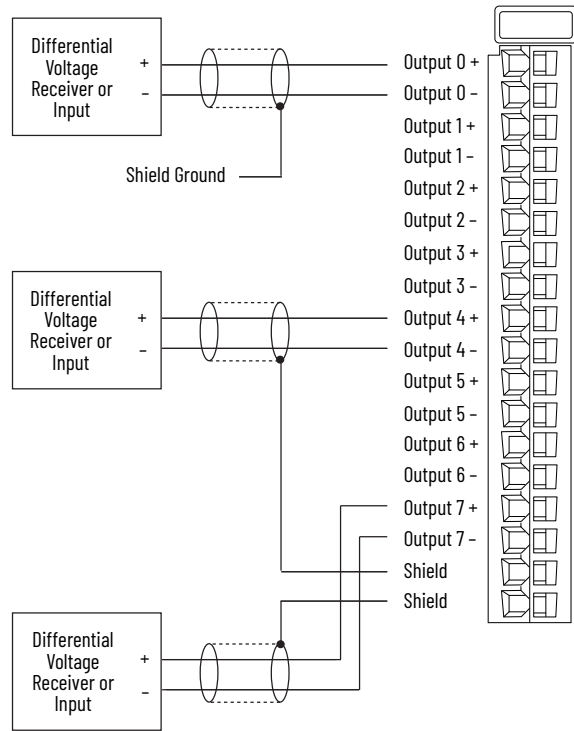 Differential
Voltage
Receiver or
Input
+
–
Shield Ground
Differential
Voltage
Receiver or
Input
+
–
Differential
Voltage
Receiver or
Input
+
–
Output 0 +
Output 0 –
Output 1 +
Output 1 –
Output 2 +
Output 2 –
Output 3 +
Output 3 –
Output 4 +
Output 4 –
Output 5 +
Output 5 –
Output 6 +
Output 6 –
Output 7 +
Output 7 –
Shield
Shield